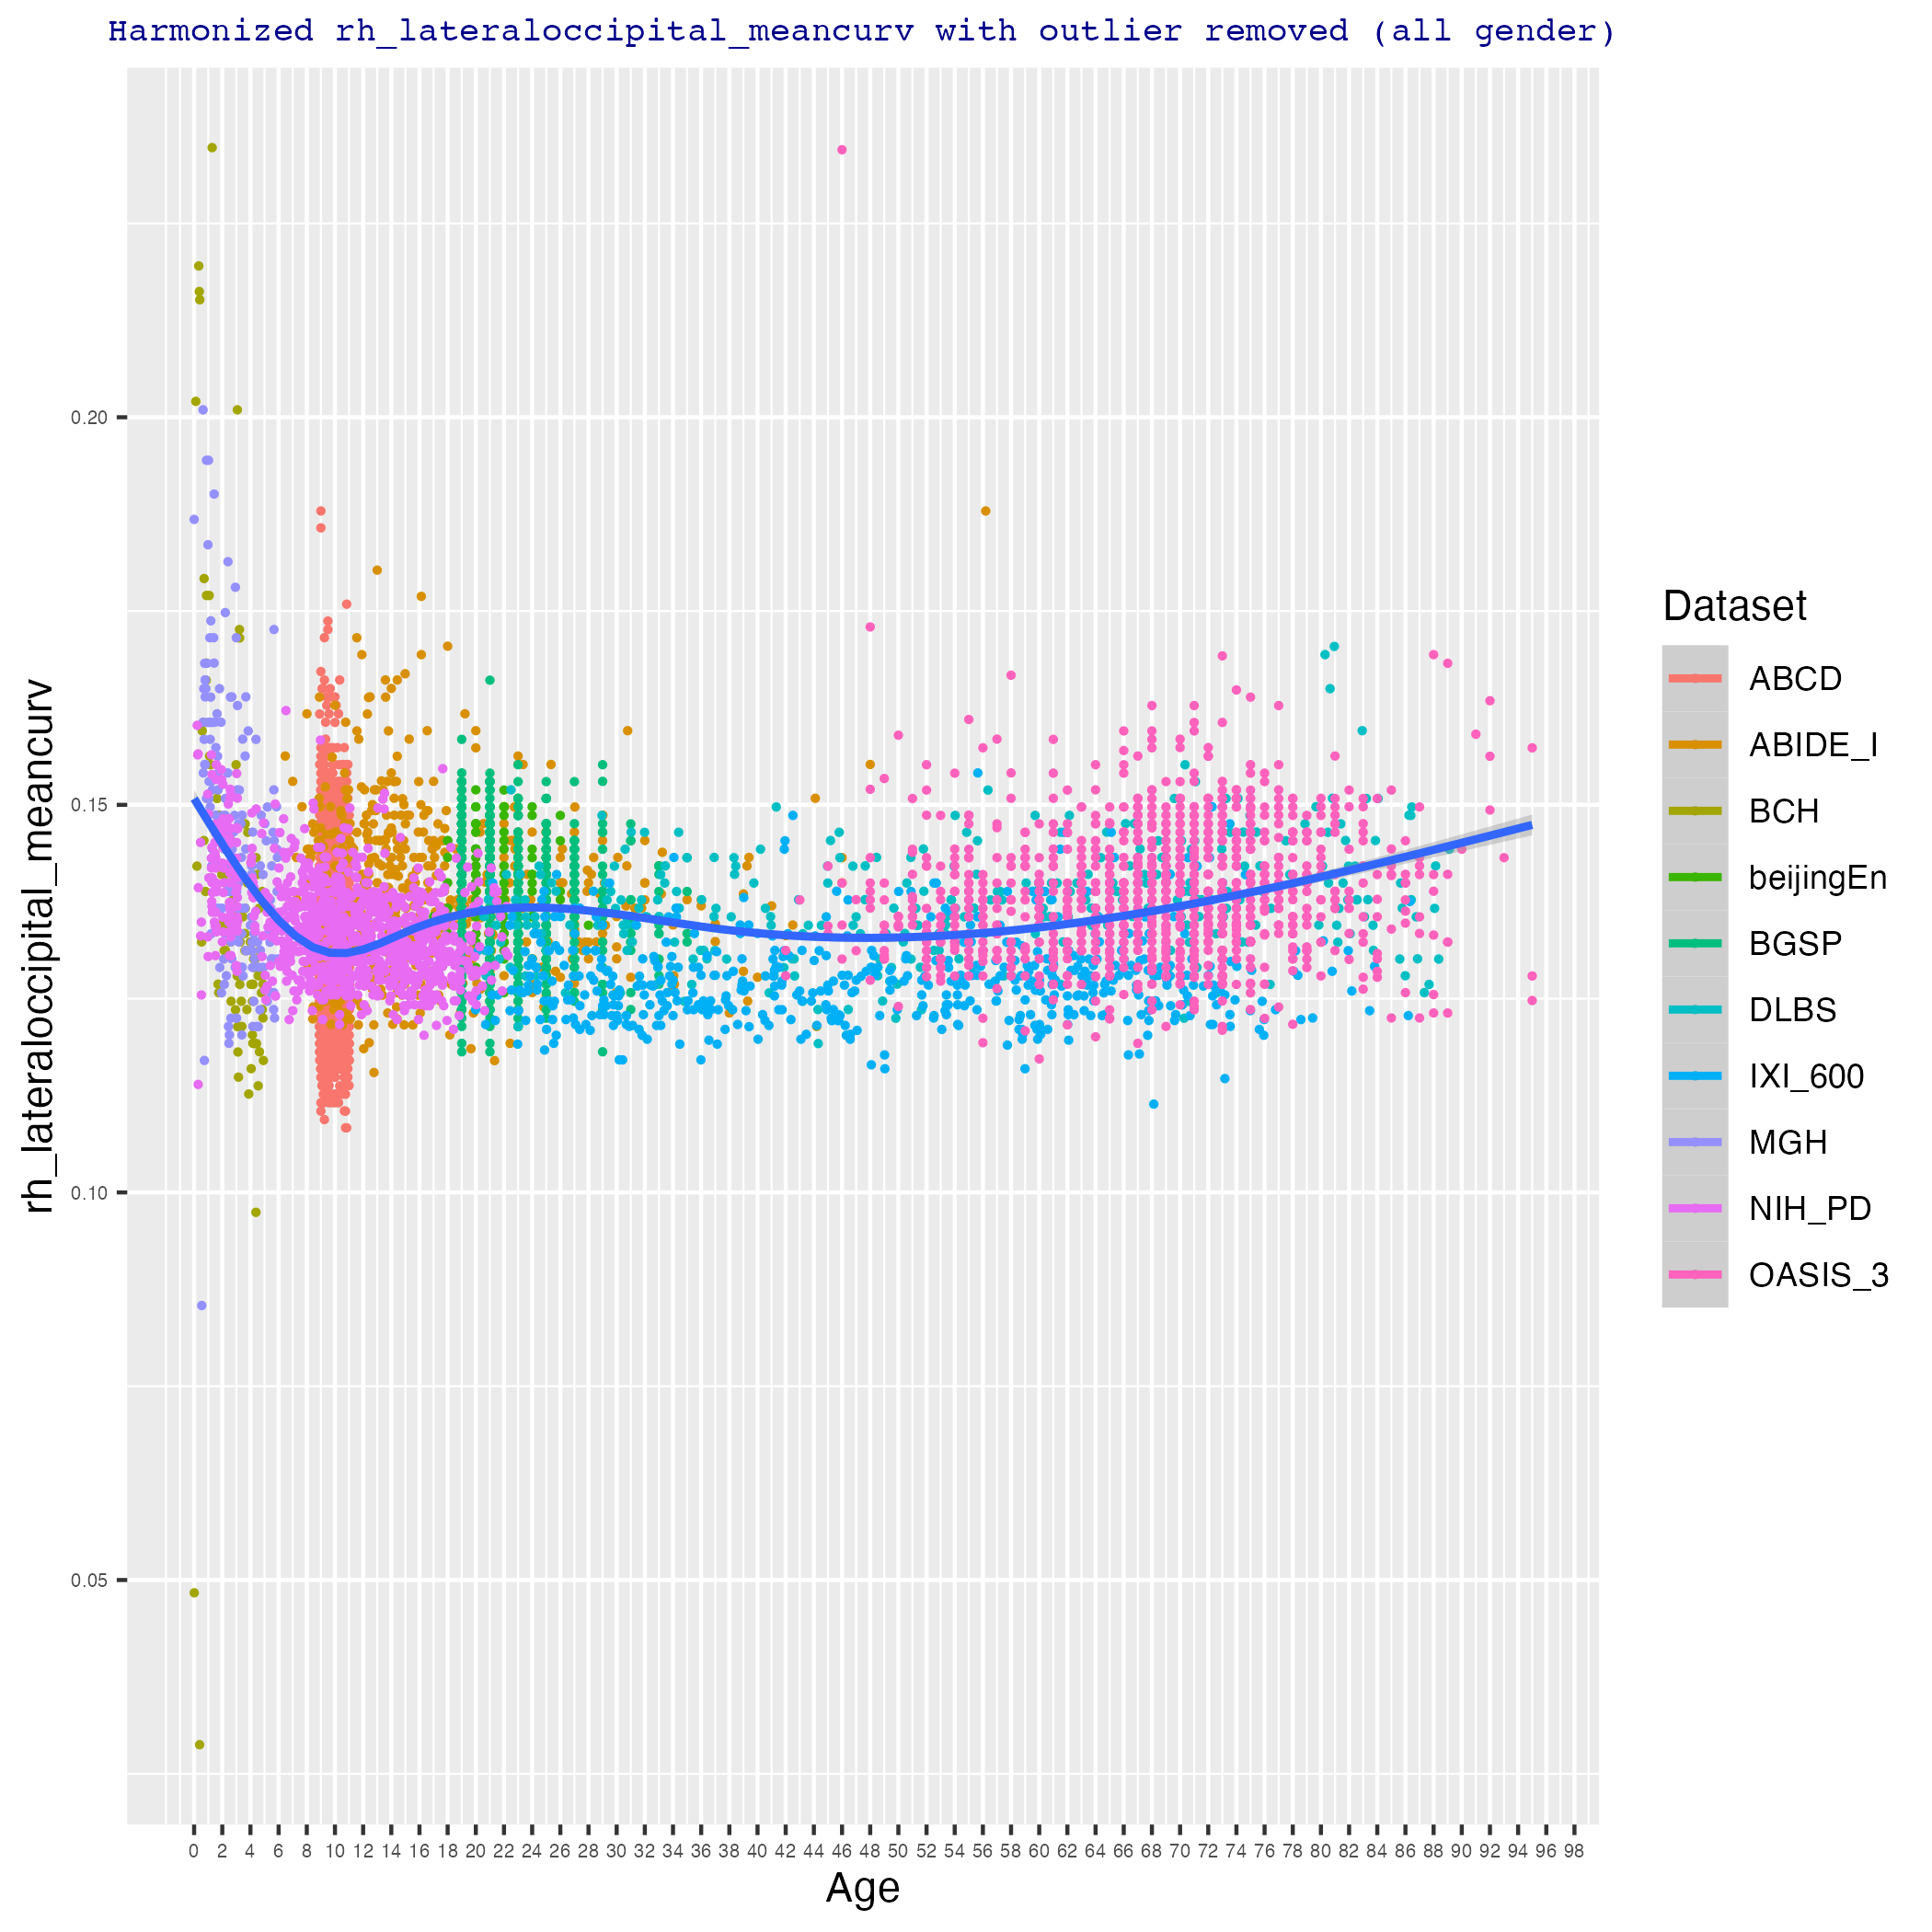 Harmonized rh_lateraloccipital_meancurv with outlier removed (all gender)
rh_lateraloccipital_meancurv
0.20
0.15
0.10
0.05
0 2 4 6 8 10 12 14 16 18 20 22 24 26 28 30 32 34 36 38 40 42 44 46 48 50 52 54 56 58 60 62 64 66 68 70 72 74 76 78 80 82 84 86 88 90 92 94 96 98
Age
Dataset
ABCD
ABIDE_I
BCH
beijingEn
BGSP
DLBS
IXI_600
MGH
NIH_PD
OASIS_3